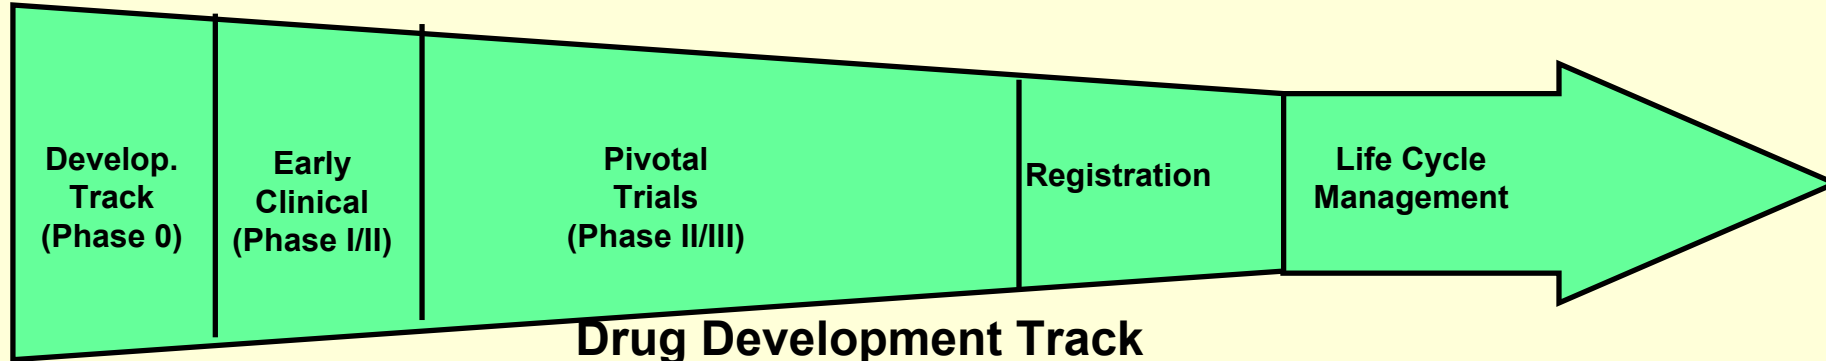 Develop.
Track
(Phase 0)
Early
Clinical
(Phase I/II)
Pivotal
Trials
(Phase II/III)
Registration
Life Cycle
Management
Drug Development Track